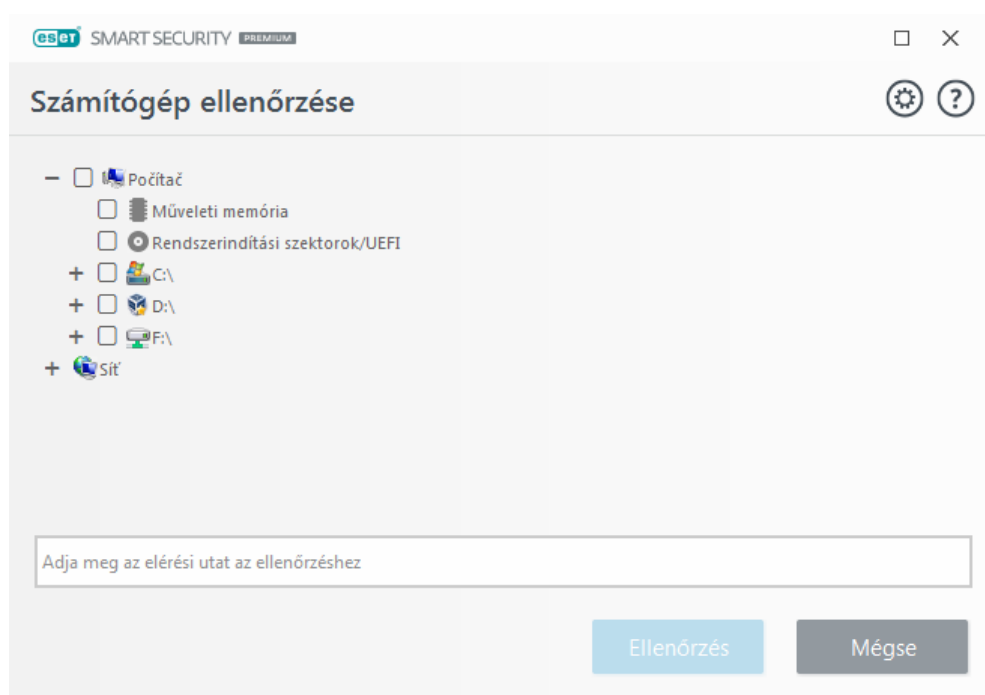 eset SMART SECURITY PREMIUM
Számítógép ellenőrzése
?
Počítač
Műveleti memória
Rendszerindítási szektorok/UEFI
C:\
D:\
F:\
Síť
Adja meg az elérési utat az ellenőrzéshez
Ellenőrzés
Mégse